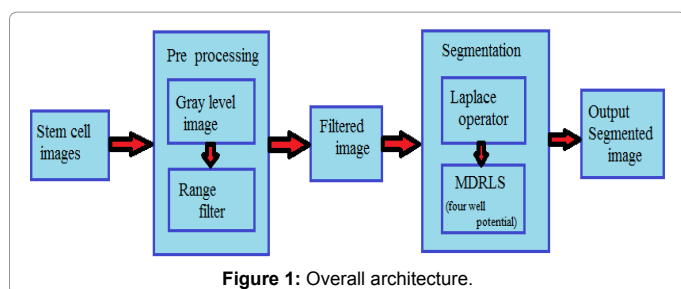 Pre processing
Gray level
image
Range
filter
Stem cell
images
Filtered
image
Segmentation
Laplace
operator
MDRLS
(four well
potential)
Output
Segmented
image
Figure 1: Overall architecture.